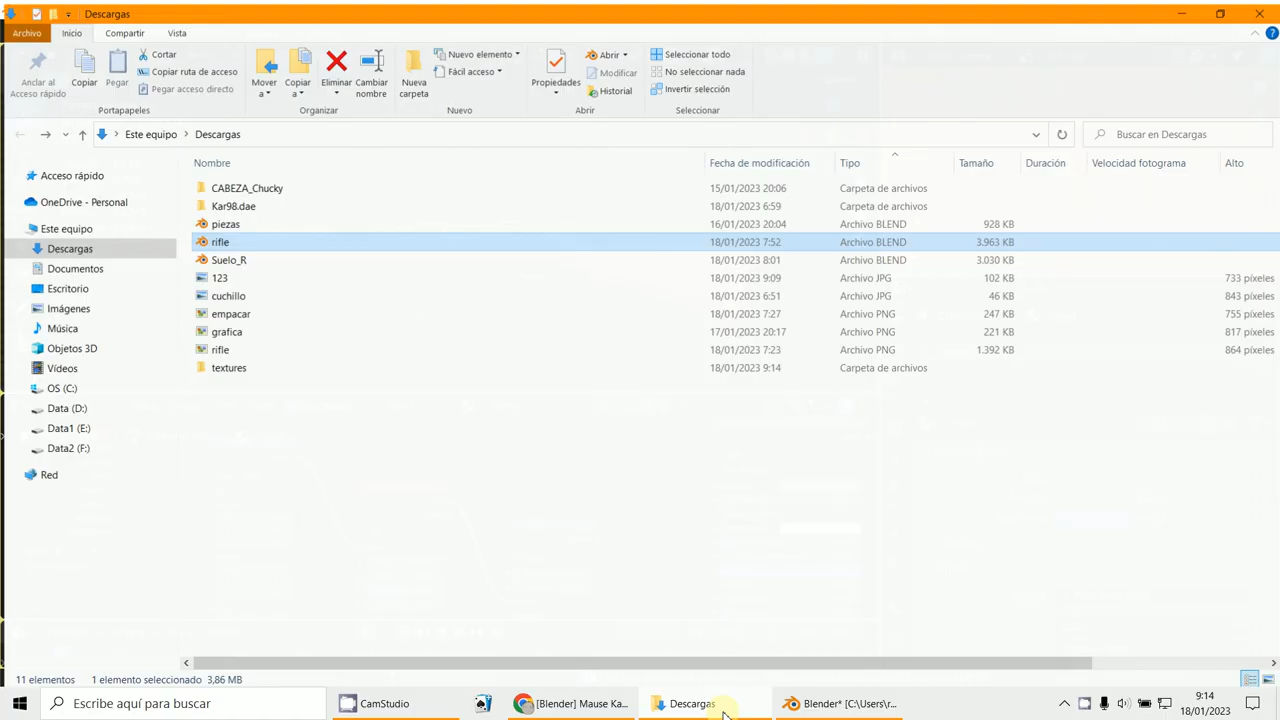 Descargas
Archivo Inicio Compartir Vista
Anclar al Acceso rápido
Copiar
Pegar
Cortar
Copiar ruta de acceso
Pegar acceso directo
Portapapeles
Mover a
Copiar a
Eliminar
Cambiar nombre
Organizar
Nueva carpeta
Nuevo elemento
Fácil acceso
Nuevo
Propiedades
Abrir
Modificar
Historial
Abrir
Seleccionar todo
No seleccionar nada
Invertir selección
Seleccionar
Este equipo > Descargas
Buscar en Descargas
Nombre Fecha de modificación Tipo Tamaño Duración Velocidad fotograma Alto
CABEZA_Chucky 15/01/2023 20:06 Carpeta de archivos
Kar98.dae 18/01/2023 6:59 Carpeta de archivos
piezas 16/01/2023 20:04 Archivo BLEND 928 KB
rifle 18/01/2023 7:52 Archivo BLEND 3.963 KB
Suelo_R 18/01/2023 8:01 Archivo BLEND 3.030 KB
123 18/01/2023 9:09 Archivo JPG 102 KB 733 píxeles
cuchillo 18/01/2023 6:51 Archivo JPG 46 KB 843 píxeles
empacar 18/01/2023 7:27 Archivo PNG 247 KB 755 píxeles
grafica 17/01/2023 20:17 Archivo PNG 221 KB 817 píxeles
rifle 18/01/2023 7:23 Archivo PNG 1.392 KB 864 píxeles
textures 18/01/2023 9:14 Carpeta de archivos
Acceso rápido
OneDrive - Personal
Este equipo
Descargas
Documentos
Escritorio
Imágenes
Música
Objetos 3D
Vídeos
OS (C:)
Data (D:)
Data1 (E:)
Data2 (F:)
Red
11 elementos 1 elemento seleccionado 3,86 MB
Escribe aquí para buscar
CamStudio
[Blender] Mause Ka...
Descargas
Blender* [C:\Users\r...
9:14
18/01/2023